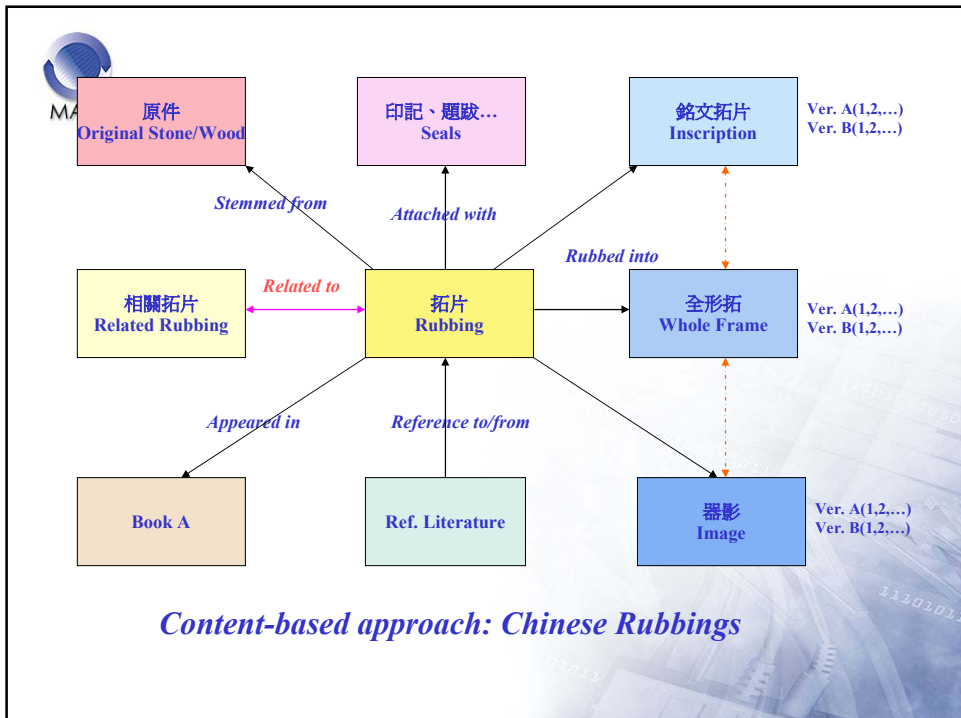 MA
原件
Original Stone/Wood
印記、題跋…
Seals
銘文拓片
Inscription
Ver. A(1,2,…)
Ver. B(1,2,…)
Stemmed from
Attached with
Rubbed into
相關拓片
Related Rubbing
Related to
拓片
Rubbing
全形拓
Whole Frame
Ver. A(1,2,…)
Ver. B(1,2,…)
Appeared in
Reference to/from
Book A
Ref. Literature
器影
Image
Ver. A(1,2,…)
Ver. B(1,2,…)
Content-based approach: Chinese Rubbings